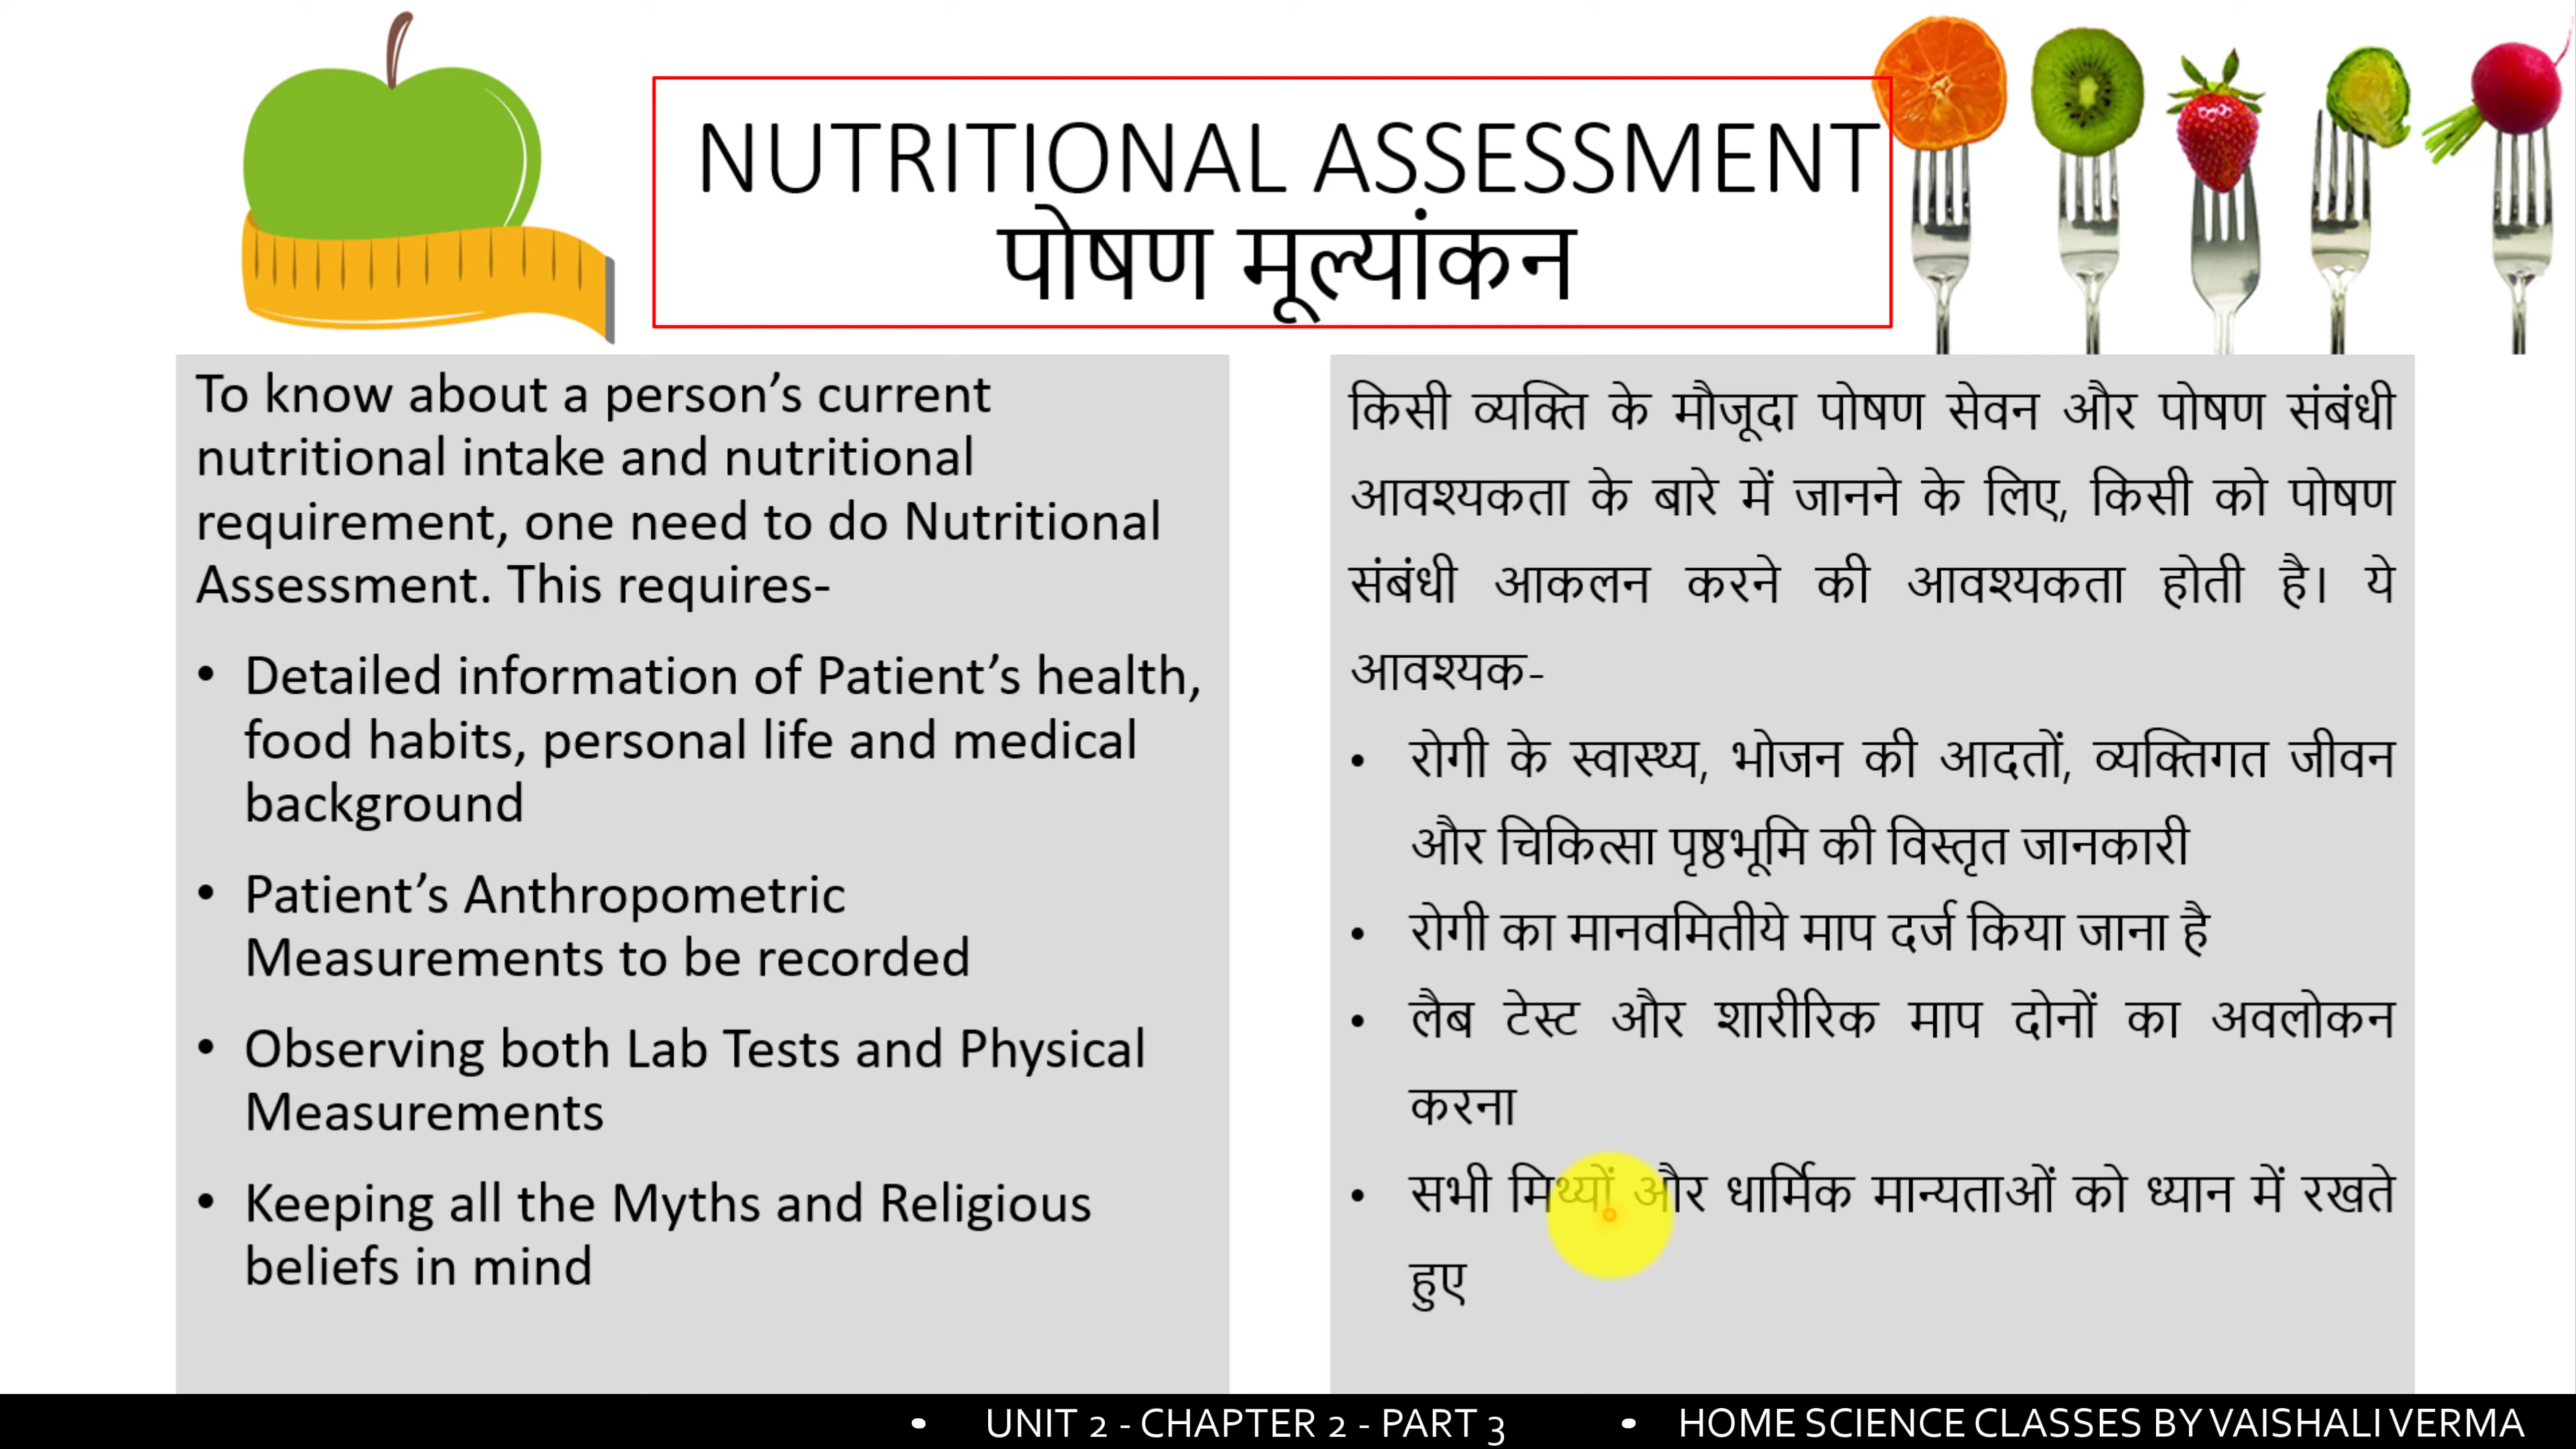 NUTRITIONAL ASSESSMENT
पोषण मूल्यांकन
To know about a person’s current
nutritional intake and nutritional
requirement, one need to do Nutritional
Assessment. This requires-
• Detailed information of Patient’s health,
food habits, personal life and medical
background
• Patient’s Anthropometric
Measurements to be recorded
• Observing both Lab Tests and Physical
Measurements
• Keeping all the Myths and Religious
beliefs in mind
किसी व्यक्ति के मौजूदा पोषण सेवन और पोषण संबंधी
आवश्यकता के बारे में जानने के लिए, किसी को पोषण
संबंधी आकलन करने की आवश्यकता होती है। ये
आवश्यक-
• रोगी के स्वास्थ्य, भोजन की आदतों, व्यक्तिगत जीवन
और चिकित्सा पृष्ठभूमि की विस्तृत जानकारी
• रोगी का मानवमितीये माप दर्ज किया जाना है
• लैब टेस्ट और शारीरिक माप दोनों का अवलोकन
करना
• सभी मिथ्यों और धार्मिक मान्यताओं को ध्यान में रखते
हुए
• UNIT 2 - CHAPTER 2 - PART 3 • HOME SCIENCE CLASSES BY VAISHALI VERMA